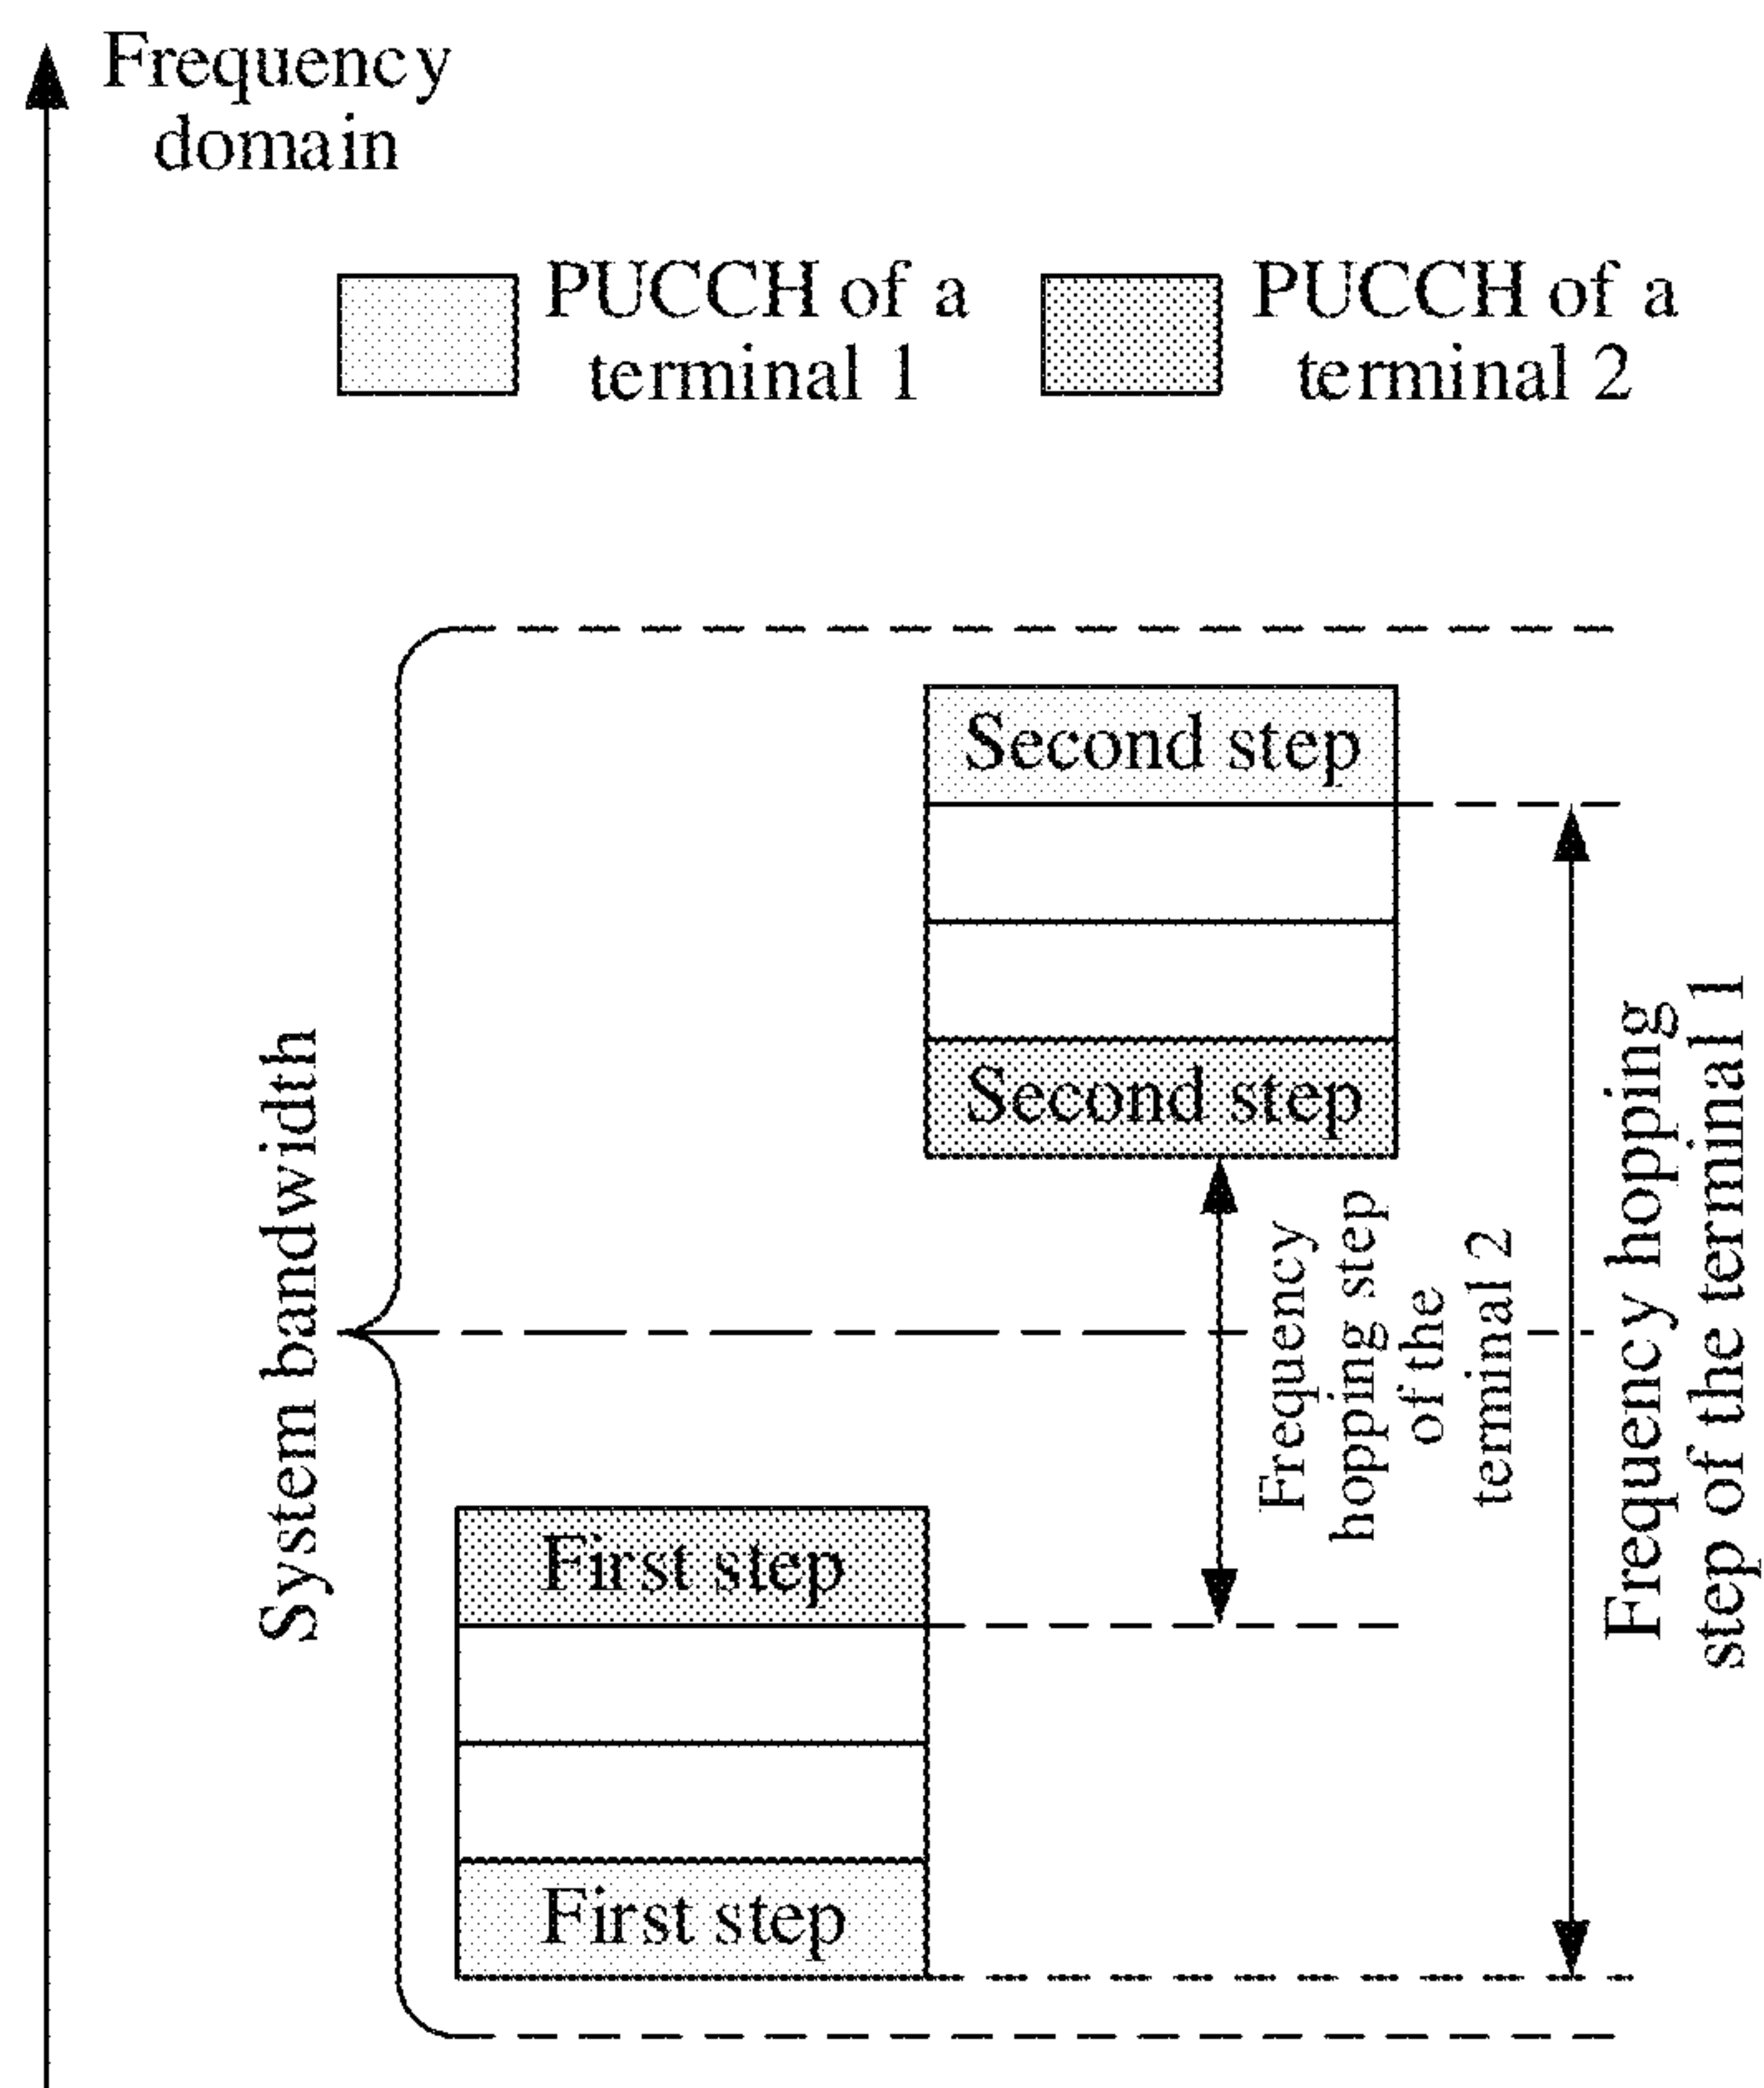 Frequency
domain
PUCCH of a
terminal 1
PUCCH of a
terminal 2
Second step
Second step
System bandwidth
Frequency
hopping step
of the
terminal 2
Frequency hopping
step of the terminal 1
First step
First step